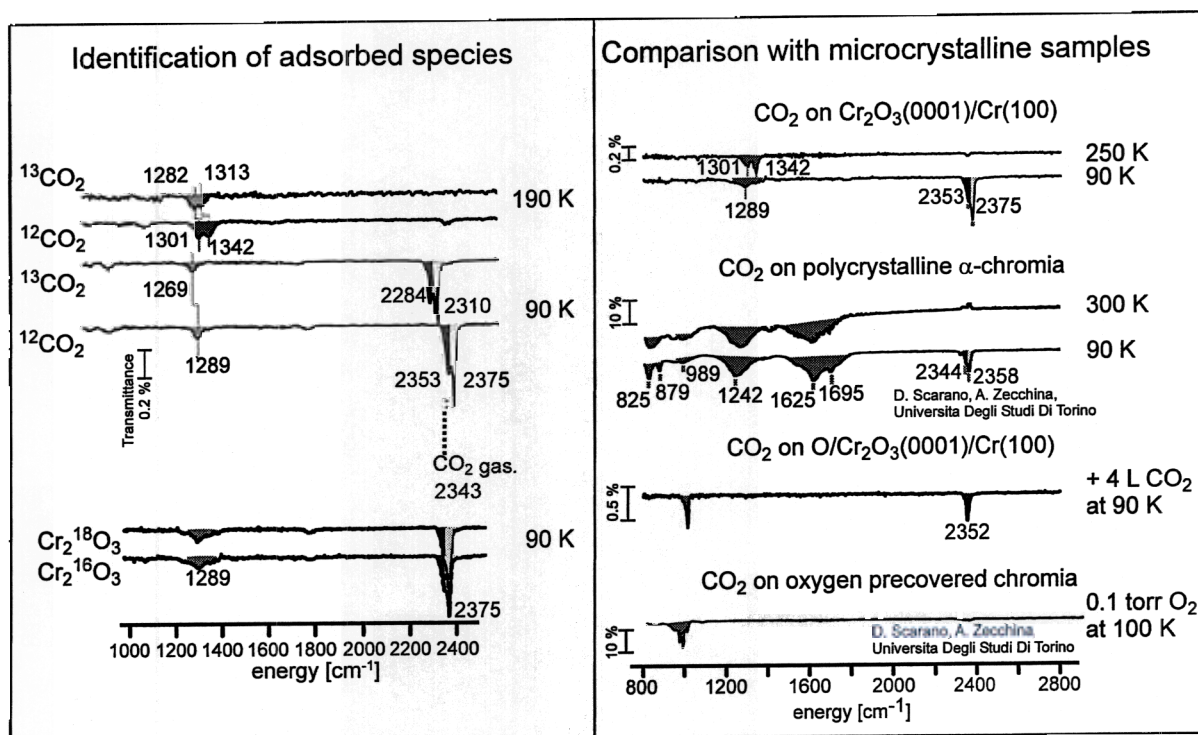 Identification of adsorbed species
¹³CO₂
1282
1313
190 K
¹²CO₂
1301
1342
¹³CO₂
1269
2284
2310
90 K
¹²CO₂
1289
2353
2375
Transmittance
0.2 %
CO₂ gas.
2343
Cr₂¹⁸O₃
90 K
Cr₂¹⁶O₃
1289
2375
1000 1200 1400 1600 1800 2000 2200 2400
energy [cm⁻¹]
Comparison with microcrystalline samples
CO₂ on Cr₂O₃(0001)/Cr(100)
0.2 %
250 K
1301
1342
90 K
1289
2353
2375
CO₂ on polycrystalline α-chromia
10 %
300 K
90 K
825
879
989
1242
1625
1695
2344
2358
D. Scarano, A. Zecchina,
Universita Degli Studi Di Torino
CO₂ on O/Cr₂O₃(0001)/Cr(100)
0.5 %
+ 4 L CO₂
at 90 K
2352
CO₂ on oxygen precovered chromia
10 %
0.1 torr O₂
at 100 K
D. Scarano, A. Zecchina
Universita Degli Studi Di Torino
800 1200 1600 2000 2400 2800
energy [cm⁻¹]